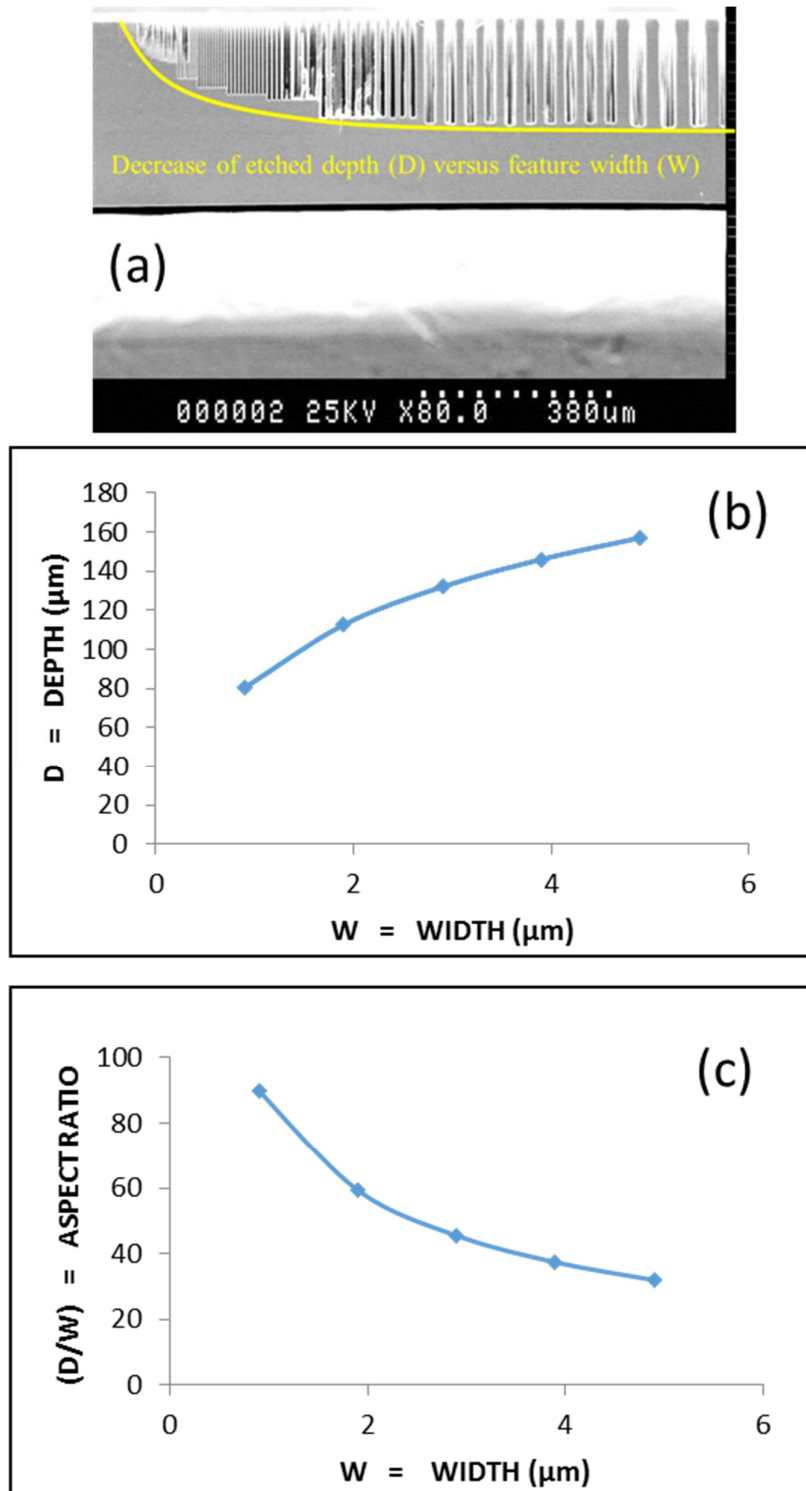 Decrease of etched depth (D) versus feature width (W)
(a)
000002 25KV X80.0 380um
(b)
D = DEPTH (µm)
180
160
140
120
100
80
60
40
20
0
0 2 4 6
W = WIDTH (µm)
(c)
(D/W) = ASPECT RATIO
100
80
60
40
20
0
0 2 4 6
W = WIDTH (µm)